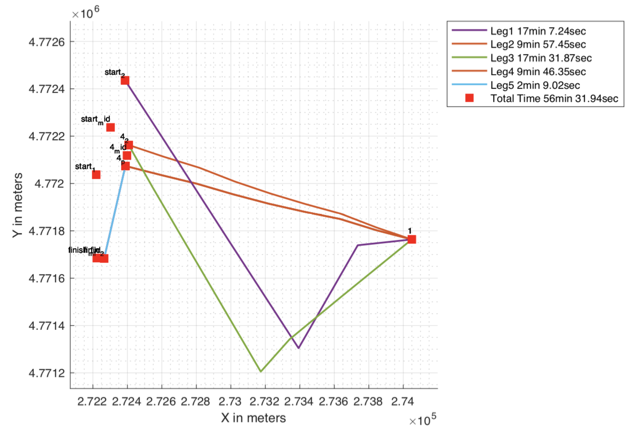 ×10⁶
4.7726
4.7724
4.7722
4.772
4.7718
4.7716
4.7714
4.7712
Y in meters
start₂
start_mid
4_mid
start₁
1
2.722 2.724 2.726 2.728 2.73 2.732 2.734 2.736 2.738 2.74
X in meters
×10⁵
Leg1 17min 7.24sec
Leg2 9min 57.45sec
Leg3 17min 31.87sec
Leg4 9min 46.35sec
Leg5 2min 9.02sec
Total Time 56min 31.94sec